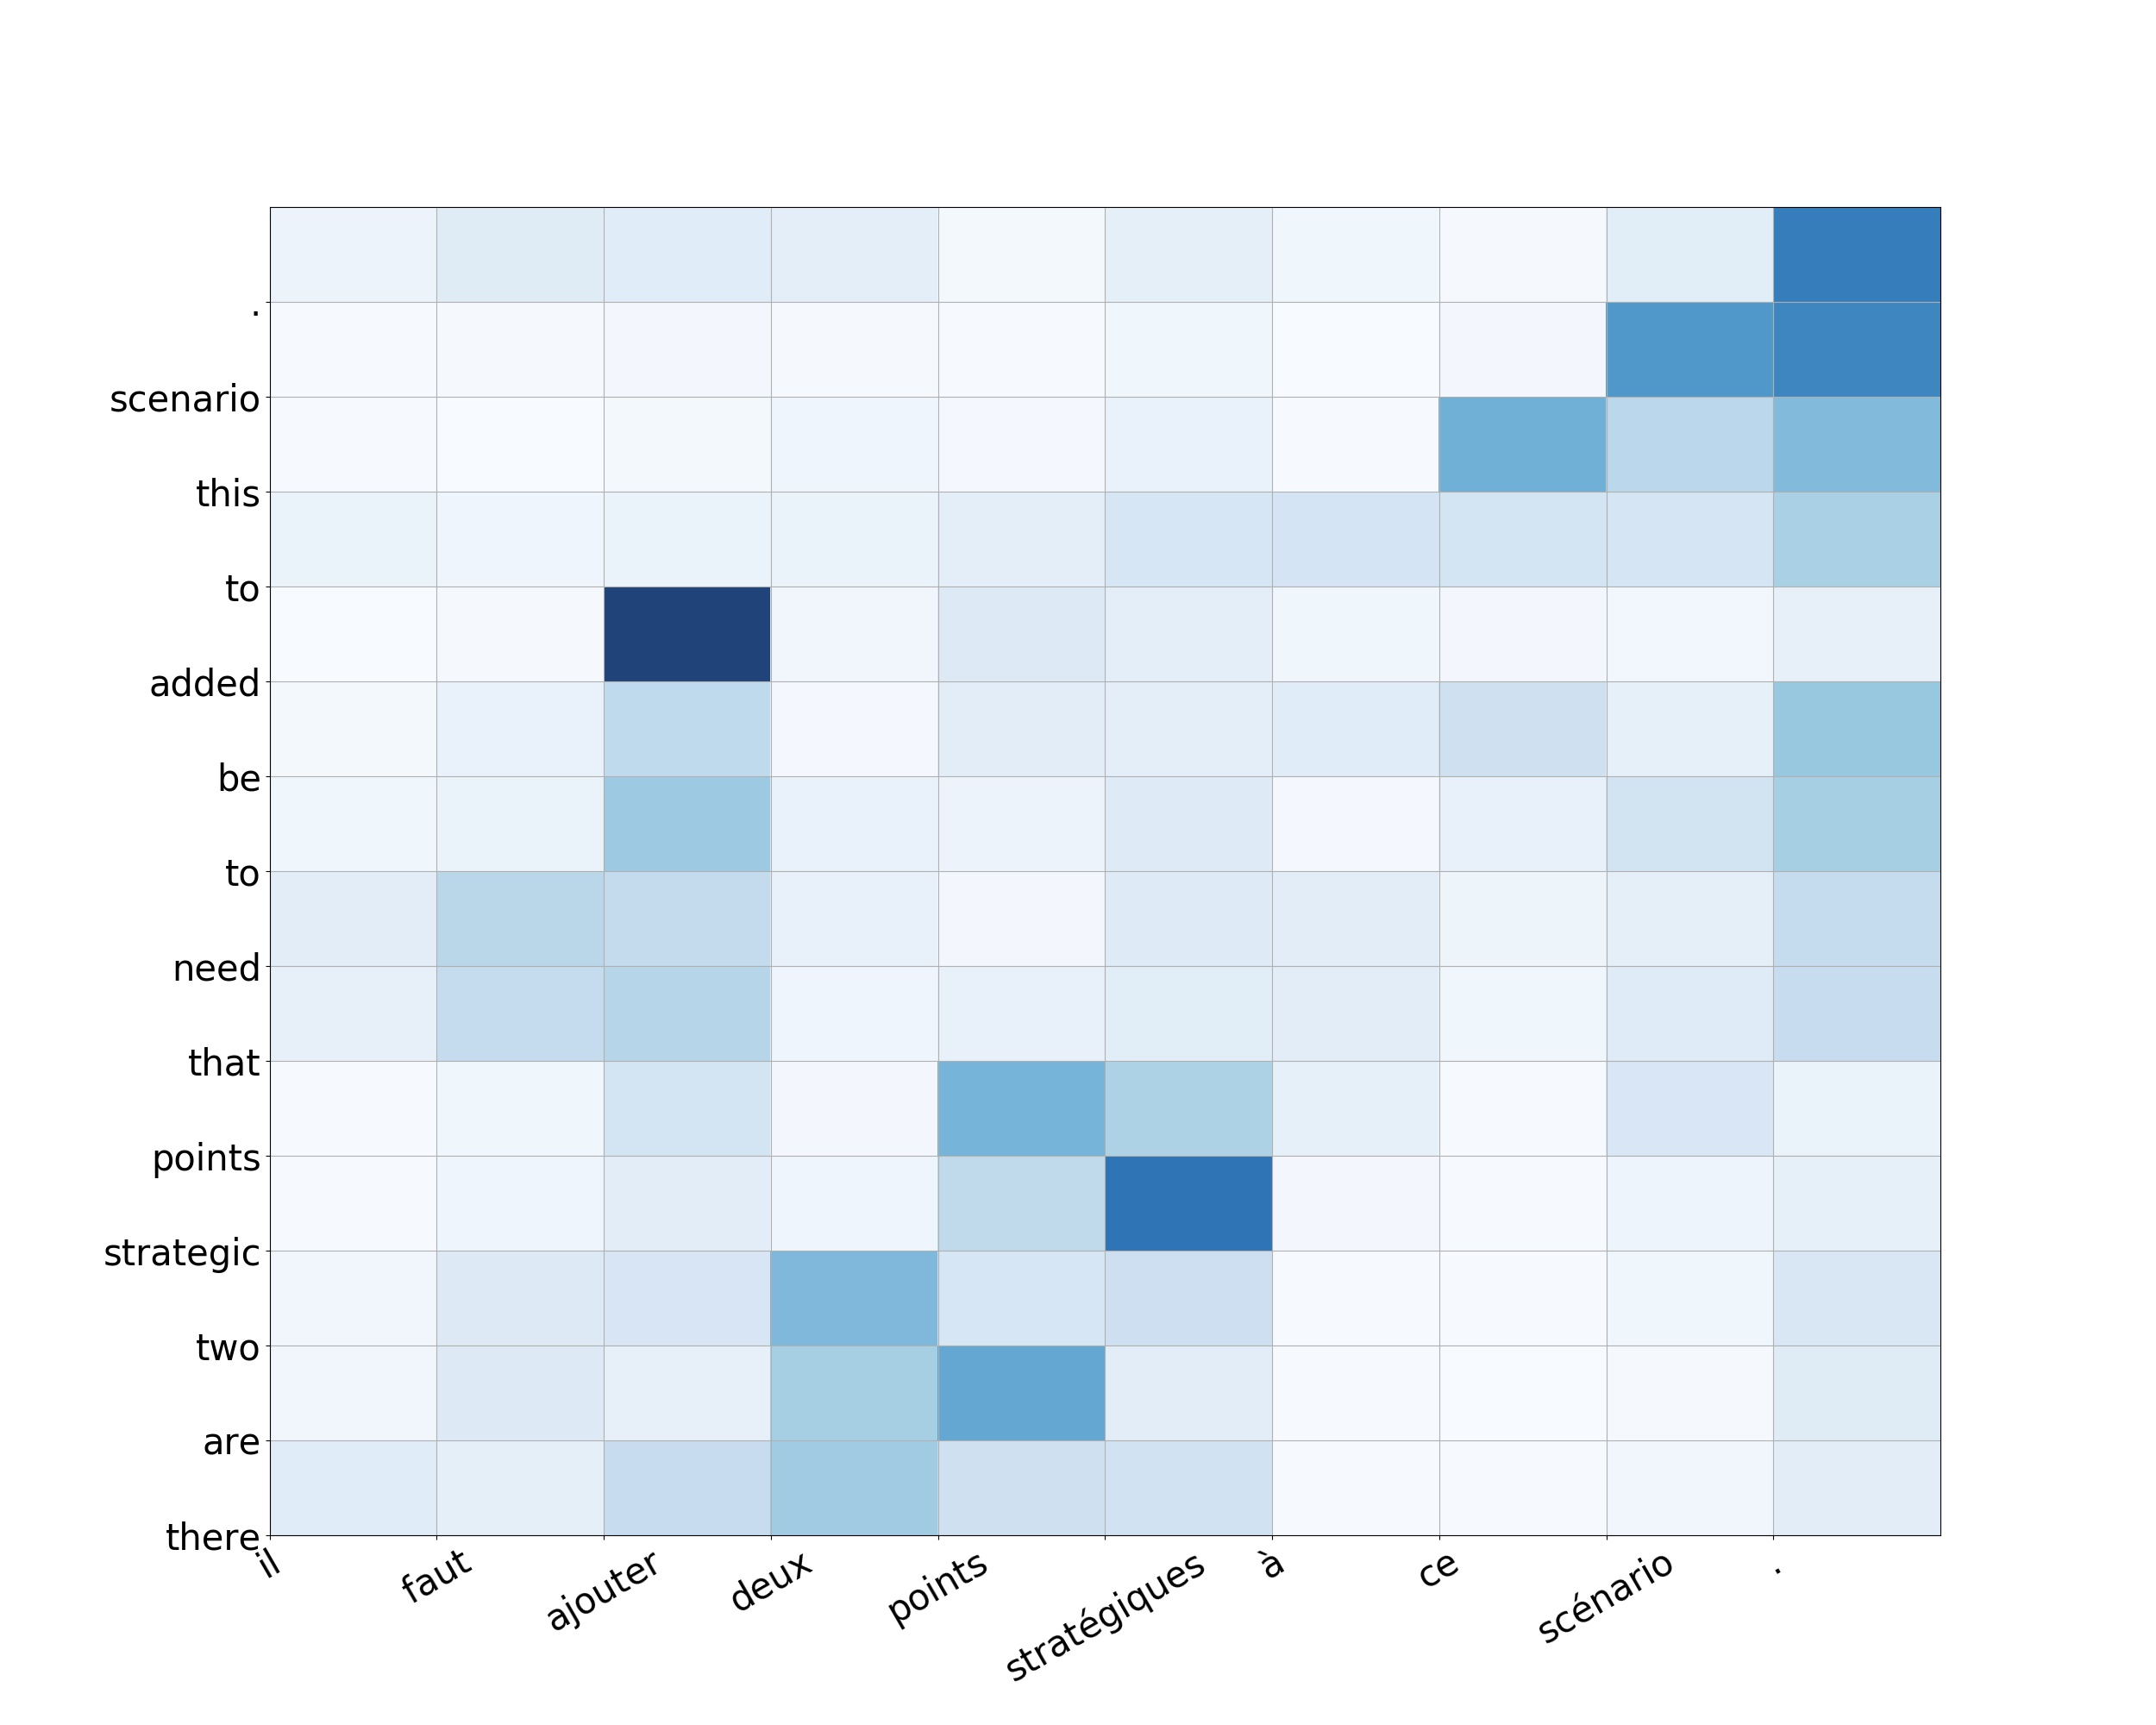 .
scenario
this
to
added
be
to
need
that
points
strategic
two
are
there
il
faut
ajouter
deux
points
stratégiques
à
ce
scénario
.